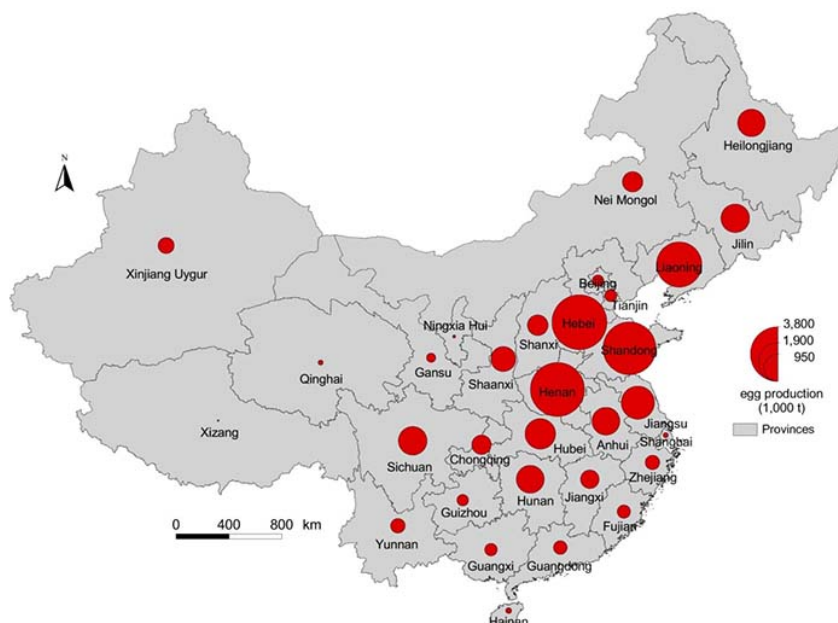 N
Heilongjiang
Nei Mongol
Jilin
Xinjiang Uygur
Liaoning
Beijing
Tianjin
Ningxia Hui
Hebei
Shanxi
Shandong
Gansu
Qinghai
Shaanxi
Henan
Xizang
Jiangsu
Shanghai
Anhui
Hubei
Sichuan
Chongqing
Zhejiang
Hunan
Jiangxi
Guizhou
Fujian
Yunnan
Guangxi
Guangdong
Hainan
3,800
1,900
950
egg production
(1,000 t)
Provinces
0 400 800 km